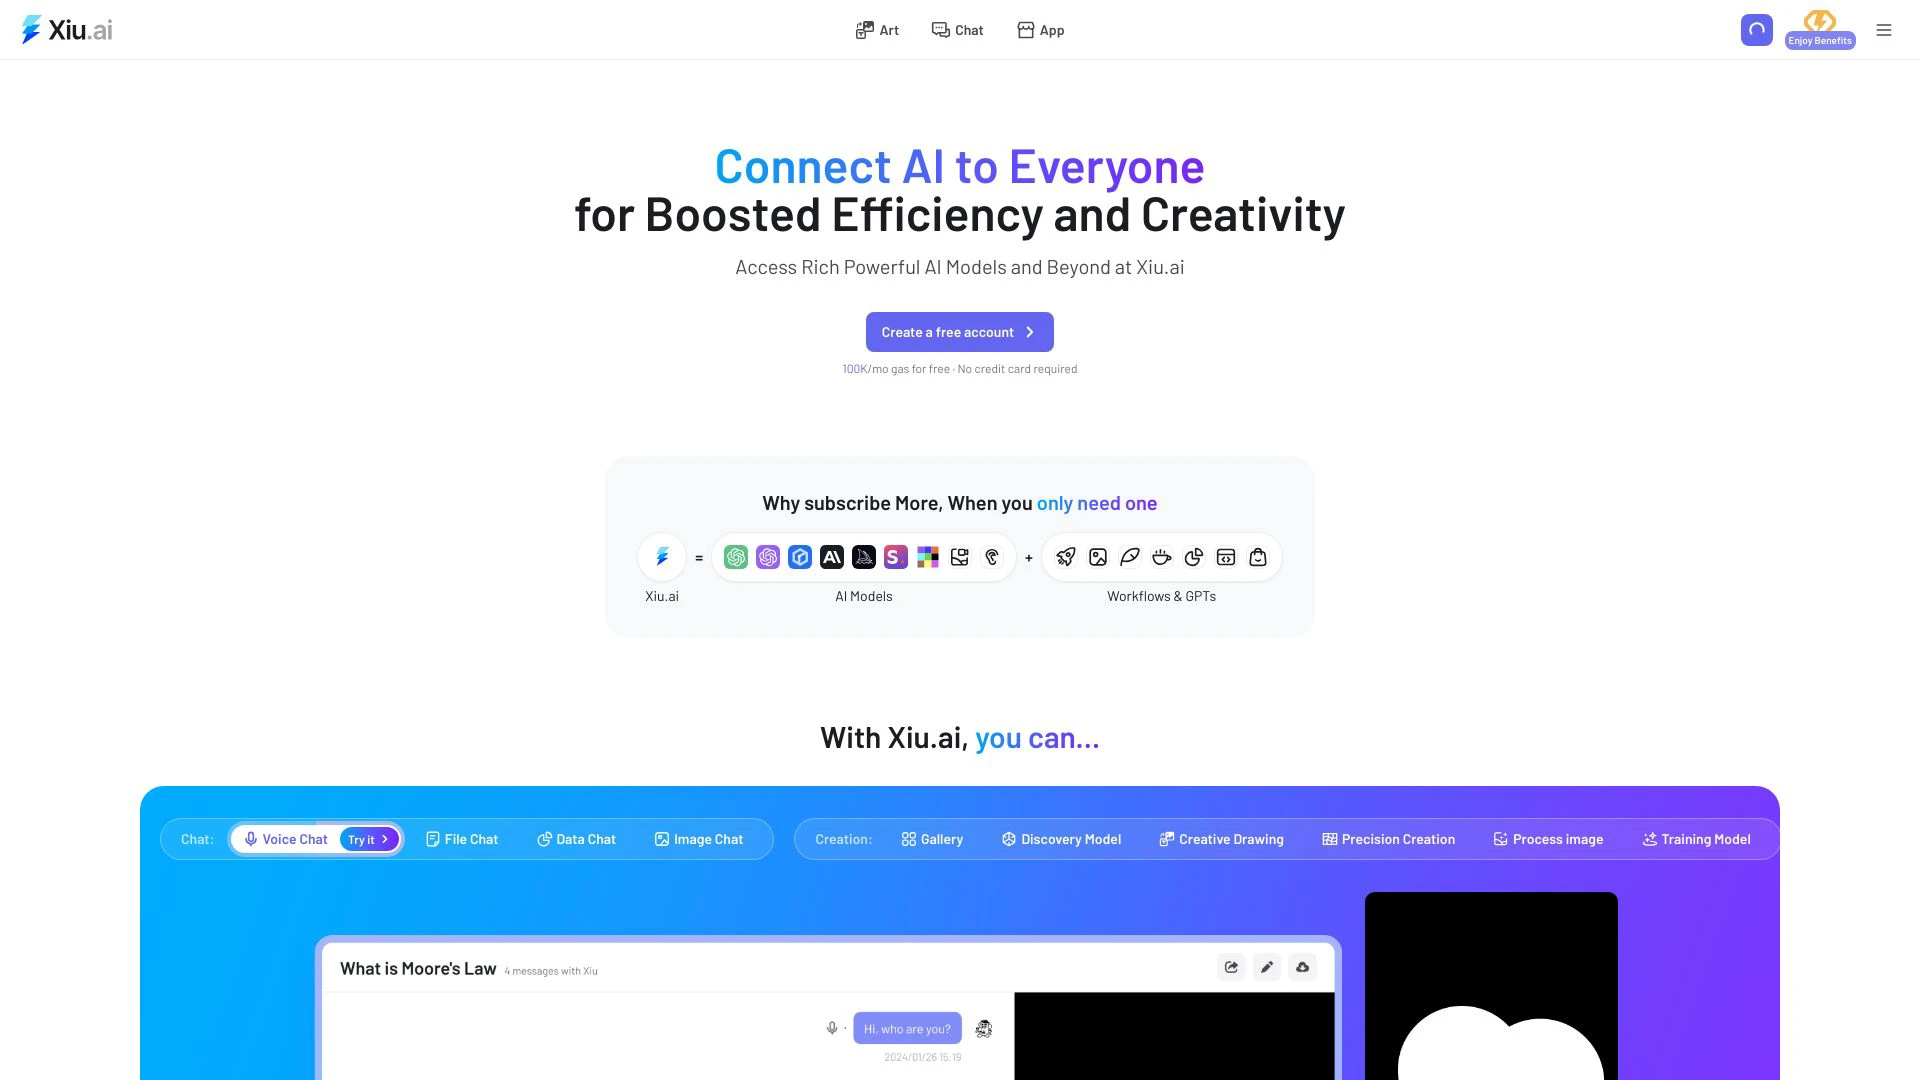 Xiu.ai
Art
Chat
App
Enjoy Benefits
Connect AI to Everyone
for Boosted Efficiency and Creativity
Access Rich Powerful AI Models and Beyond at Xiu.ai
Create a free account
100K/mo gas for free · No credit card required
Why subscribe More, When you only need one
=
+
Xiu.ai
AI Models
Workflows & GPTs
With Xiu.ai, you can...
Chat: Voice Chat Try it File Chat Data Chat Image Chat
Creation: Gallery Discovery Model Creative Drawing Precision Creation Process image Training Model
What is Moore's Law 4 messages with Xiu
Hi, who are you?
2024/01/26 15:19